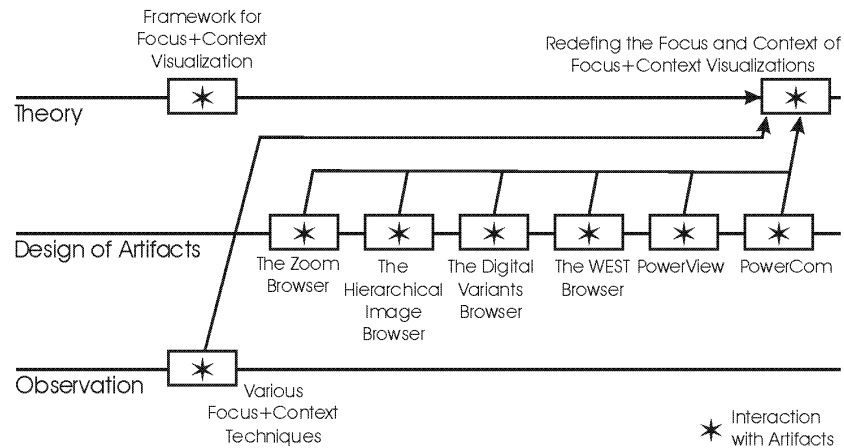 Framework for
Focus+Context
Visualization
Redefing the Focus and Context of
Focus+Context Visualizations
Theory
Design of Artifacts
The Zoom
Browser
The
Hierarchical
Image
Browser
The Digital
Variants
Browser
The WEST
Browser
PowerView
PowerCom
Observation
Various
Focus+Context
Techniques
Interaction
with Artifacts